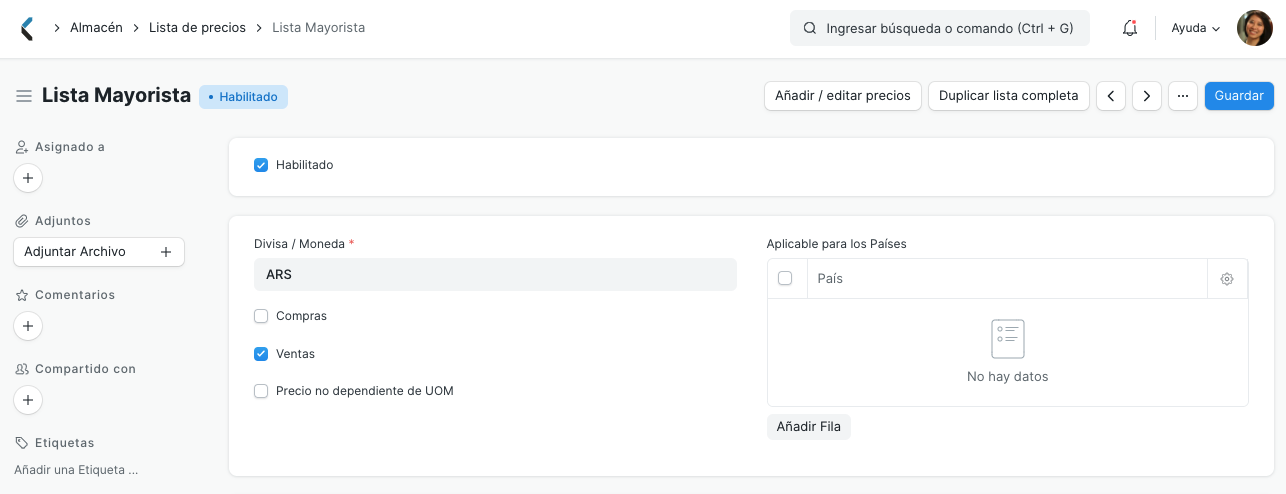 Almacén
Lista de precios
Lista Mayorista
Ingresar búsqueda o comando (Ctrl + G)
Ayuda
Lista Mayorista
Habilitado
Añadir / editar precios
Duplicar lista completa
Guardar
Asignado a
Adjuntos
Adjuntar Archivo
Comentarios
Compartido con
Etiquetas
Añadir una Etiqueta ...
Habilitado
Divisa / Moneda *
ARS
Compras
Ventas
Precio no dependiente de UOM
Aplicable para los Países
País
No hay datos
Añadir Fila